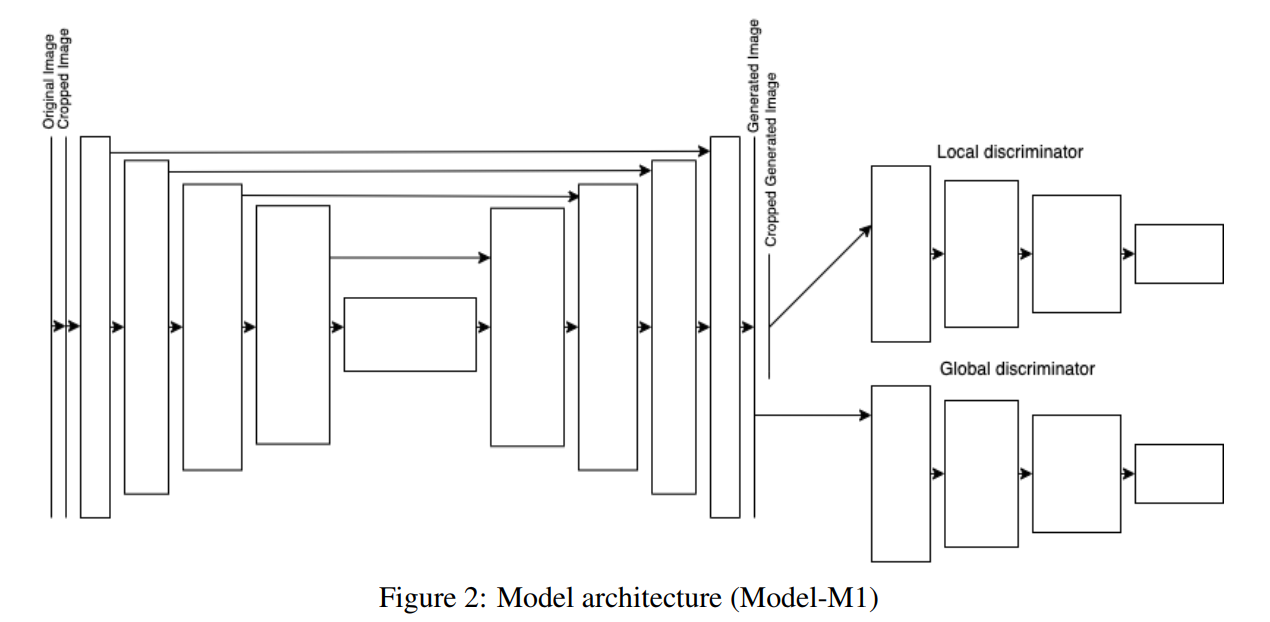 Original Image
Cropped Image
Generated Image
Cropped Generated Image
Local discriminator
Global discriminator
Figure 2: Model architecture (Model-M1)